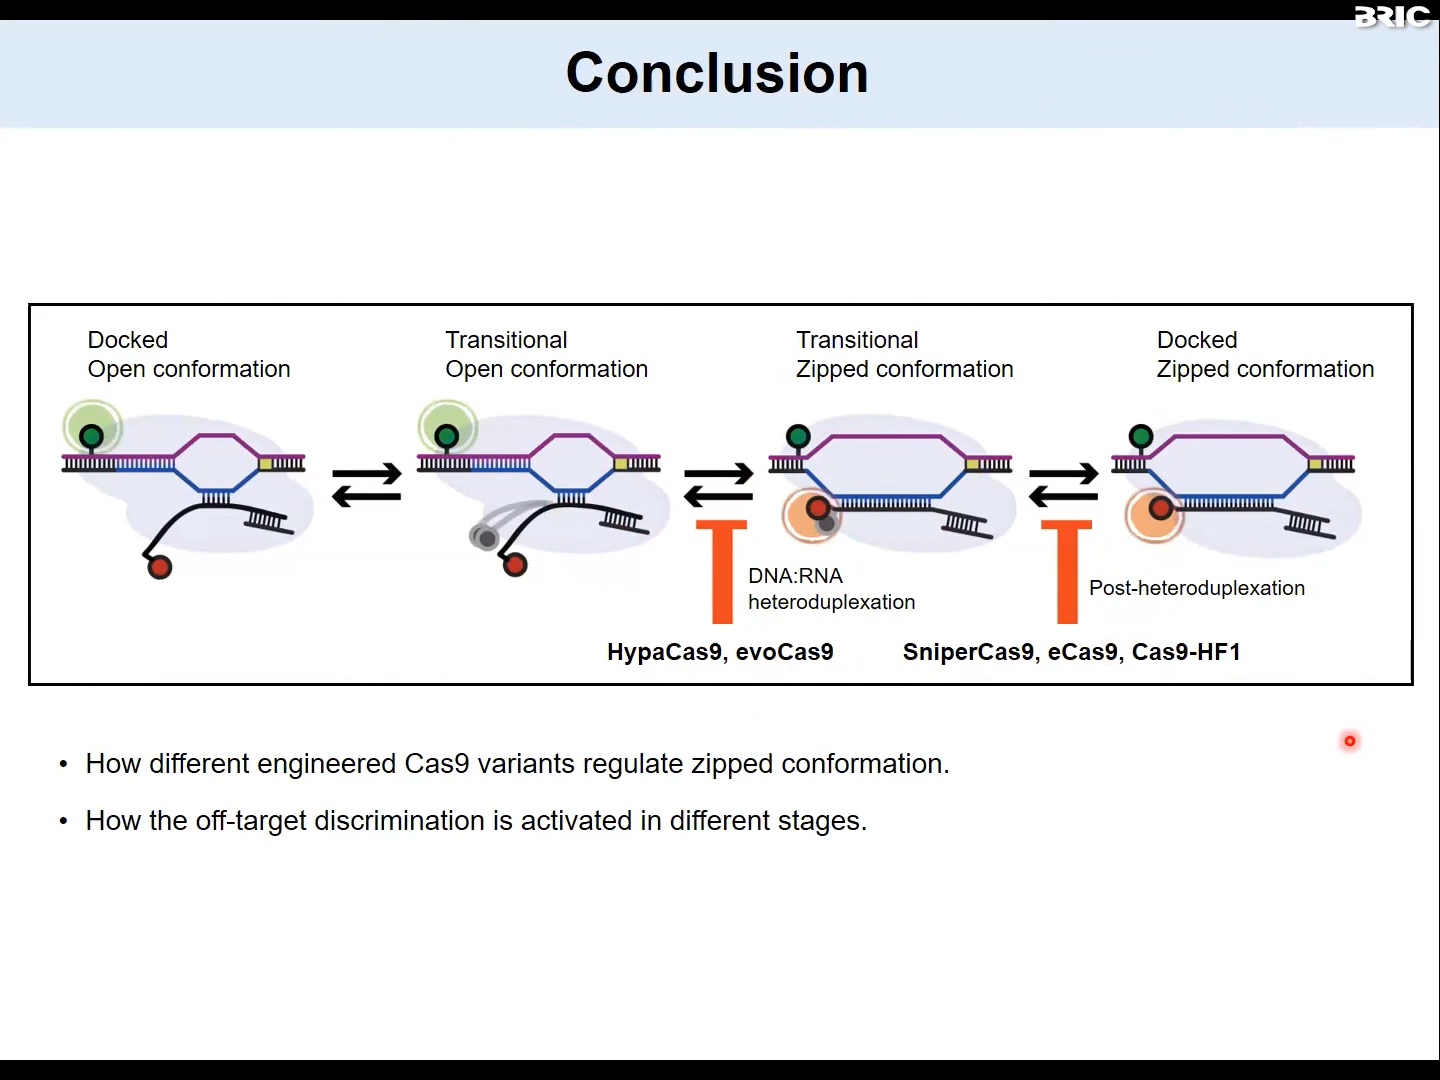 BRIC
Conclusion
Docked
Open conformation
Transitional
Open conformation
Transitional
Zipped conformation
Docked
Zipped conformation
DNA:RNA
heteroduplexation
Post-heteroduplexation
HypaCas9, evoCas9
SniperCas9, eCas9, Cas9-HF1
• How different engineered Cas9 variants regulate zipped conformation.
• How the off-target discrimination is activated in different stages.